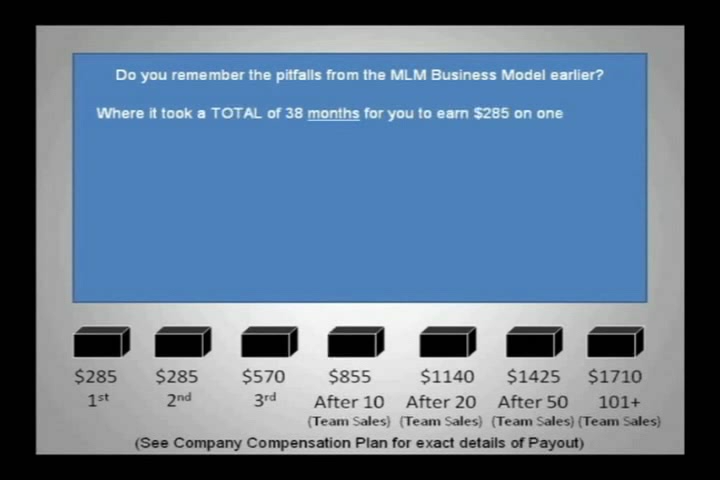 Do you remember the pitfalls from the MLM Business Model earlier?
Where it took a TOTAL of 38 months for you to earn $285 on one
$285 $285 $570 $855 $1140 $1425 $1710
1st 2nd 3rd After 10 After 20 After 50 101+
(Team Sales) (Team Sales) (Team Sales) (Team Sales)
(See Company Compensation Plan for exact details of Payout)